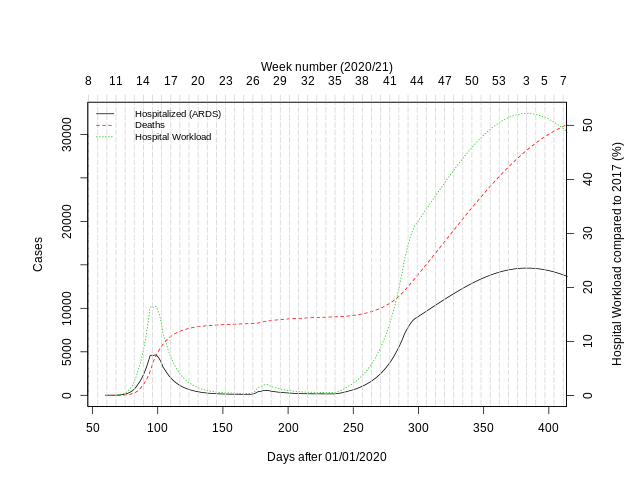 Week number (2020/21)
8 11 14 17 20 23 26 29 32 35 38 41 44 47 50 53 3 5 7
Hospitalized (ARDS)
Deaths
Hospital Workload
Cases
0 5000 10000 20000 30000
Hospital Workload compared to 2017 (%)
0 10 20 30 40 50
50 100 150 200 250 300 350 400
Days after 01/01/2020